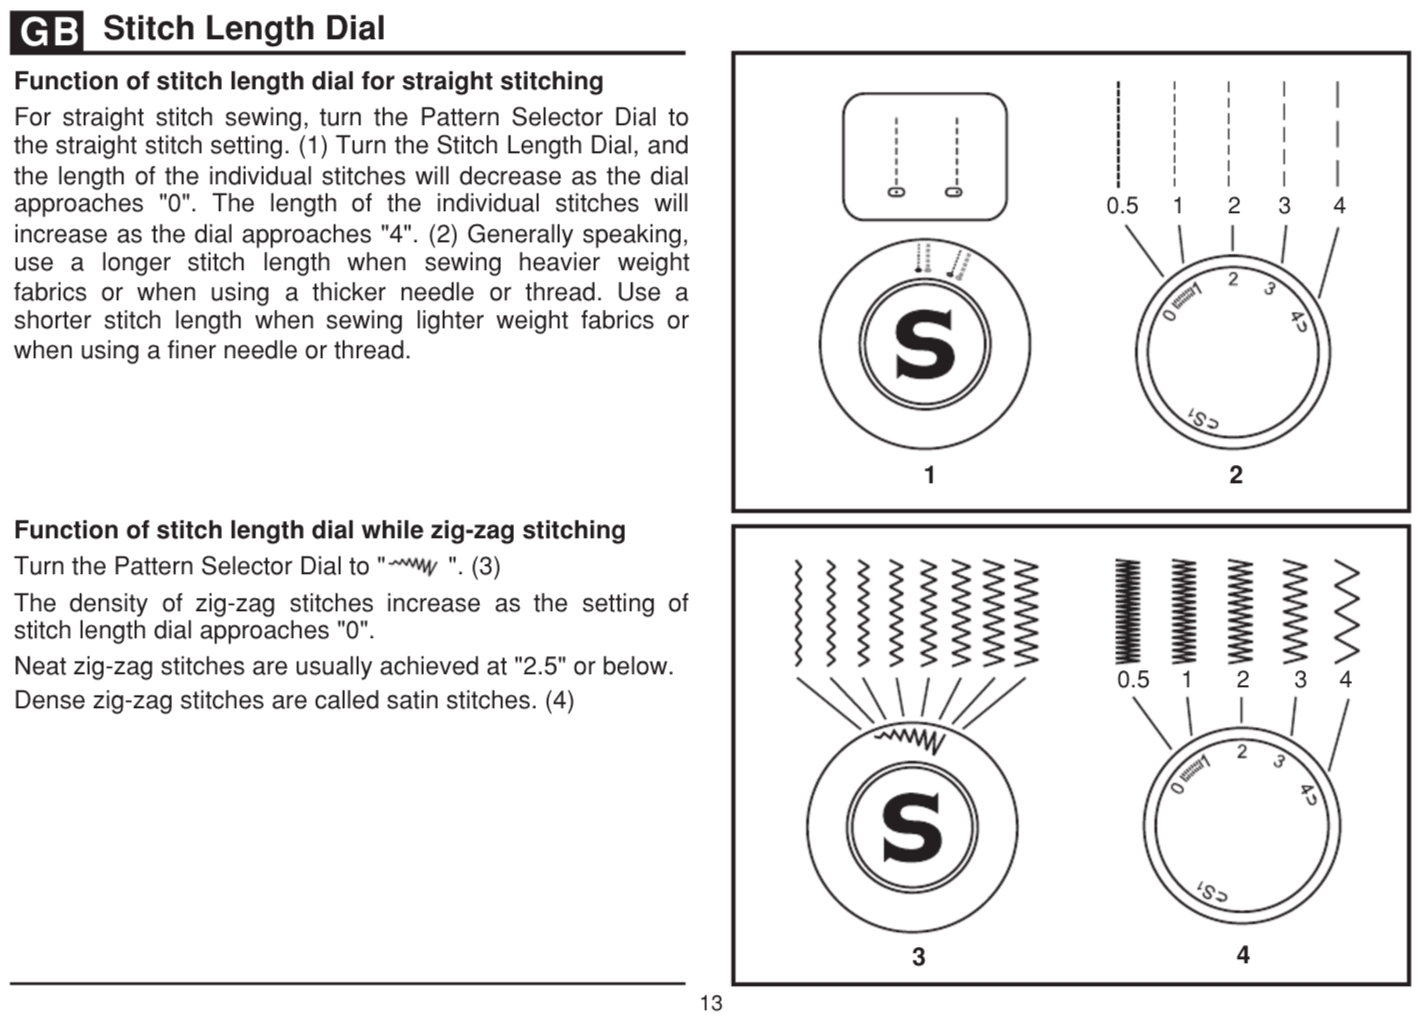 GB Stitch Length Dial
Function of stitch length dial for straight stitching
For straight stitch sewing, turn the Pattern Selector Dial to
the straight stitch setting. (1) Turn the Stitch Length Dial, and
the length of the individual stitches will decrease as the dial
approaches "0". The length of the individual stitches will
increase as the dial approaches "4". (2) Generally speaking,
use a longer stitch length when sewing heavier weight
fabrics or when using a thicker needle or thread. Use a
shorter stitch length when sewing lighter weight fabrics or
when using a finer needle or thread.
0.5 1 2 3 4
0 1 2 3 4
S
S1
1 2
Function of stitch length dial while zig-zag stitching
Turn the Pattern Selector Dial to " ". (3)
The density of zig-zag stitches increase as the setting of
stitch length dial approaches "0".
Neat zig-zag stitches are usually achieved at "2.5" or below.
Dense zig-zag stitches are called satin stitches. (4)
0.5 1 2 3 4
0 1 2 3 4
S
S1
3 4
13